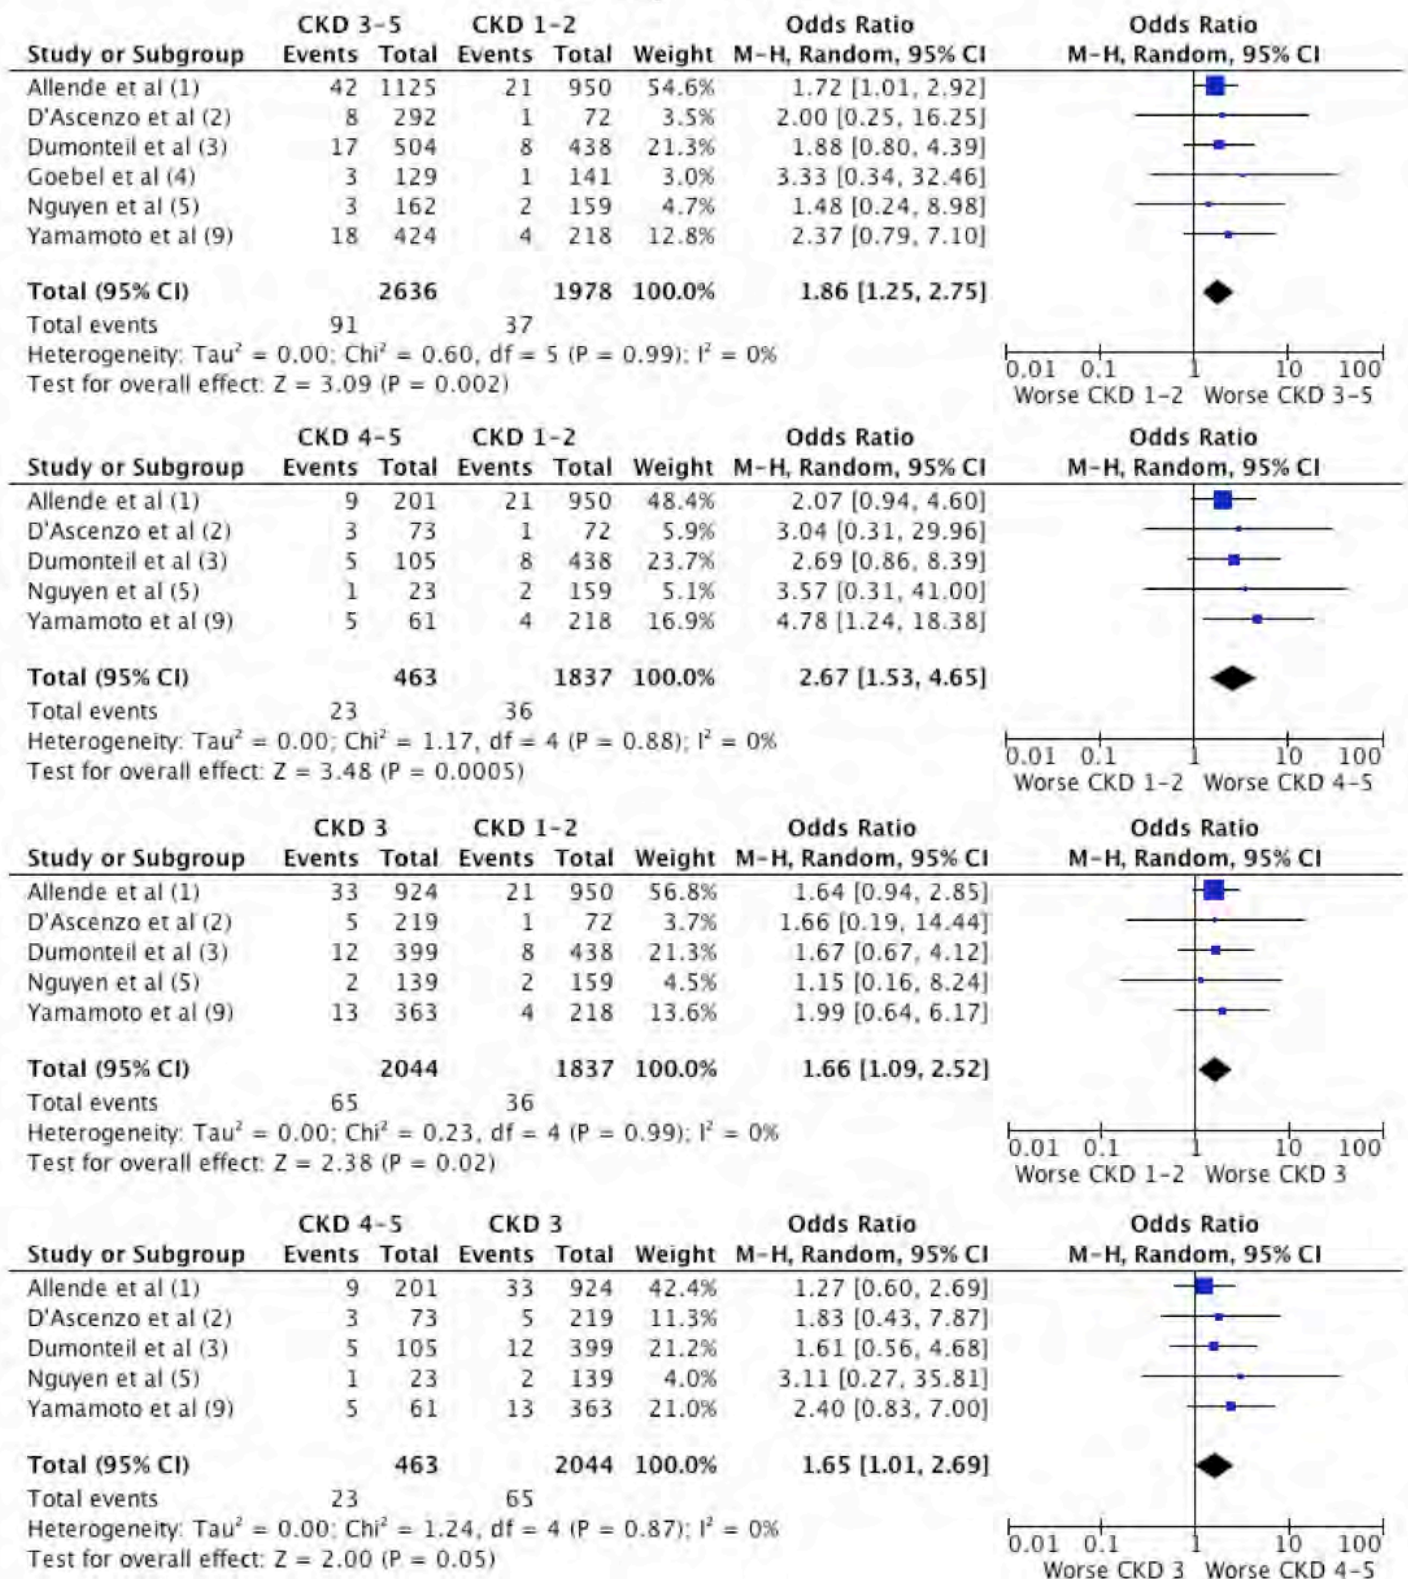 CKD 3-5 CKD 1-2 Odds Ratio Odds Ratio
Study or Subgroup Events Total Events Total Weight M-H, Random, 95% CI M-H, Random, 95% CI
Allende et al (1) 42 1125 21 950 54.6% 1.72 [1.01, 2.92]
D'Ascenzo et al (2) 8 292 1 72 3.5% 2.00 [0.25, 16.25]
Dumonteil et al (3) 17 504 8 438 21.3% 1.88 [0.80, 4.39]
Goebel et al (4) 3 129 1 141 3.0% 3.33 [0.34, 32.46]
Nguyen et al (5) 3 162 2 159 4.7% 1.48 [0.24, 8.98]
Yamamoto et al (9) 18 424 4 218 12.8% 2.37 [0.79, 7.10]
Total (95% CI) 2636 1978 100.0% 1.86 [1.25, 2.75]
Total events 91 37
Heterogeneity: Tau² = 0.00; Chi² = 0.60, df = 5 (P = 0.99); I² = 0%
Test for overall effect: Z = 3.09 (P = 0.002)
0.01 0.1 1 10 100
Worse CKD 1-2 Worse CKD 3-5
CKD 4-5 CKD 1-2 Odds Ratio Odds Ratio
Study or Subgroup Events Total Events Total Weight M-H, Random, 95% CI M-H, Random, 95% CI
Allende et al (1) 9 201 21 950 48.4% 2.07 [0.94, 4.60]
D'Ascenzo et al (2) 3 73 1 72 5.9% 3.04 [0.31, 29.96]
Dumonteil et al (3) 5 105 8 438 23.7% 2.69 [0.86, 8.39]
Nguyen et al (5) 1 23 2 159 5.1% 3.57 [0.31, 41.00]
Yamamoto et al (9) 5 61 4 218 16.9% 4.78 [1.24, 18.38]
Total (95% CI) 463 1837 100.0% 2.67 [1.53, 4.65]
Total events 23 36
Heterogeneity: Tau² = 0.00; Chi² = 1.17, df = 4 (P = 0.88); I² = 0%
Test for overall effect: Z = 3.48 (P = 0.0005)
0.01 0.1 1 10 100
Worse CKD 1-2 Worse CKD 4-5
CKD 3 CKD 1-2 Odds Ratio Odds Ratio
Study or Subgroup Events Total Events Total Weight M-H, Random, 95% CI M-H, Random, 95% CI
Allende et al (1) 33 924 21 950 56.8% 1.64 [0.94, 2.85]
D'Ascenzo et al (2) 5 219 1 72 3.7% 1.66 [0.19, 14.44]
Dumonteil et al (3) 12 399 8 438 21.3% 1.67 [0.67, 4.12]
Nguyen et al (5) 2 139 2 159 4.5% 1.15 [0.16, 8.24]
Yamamoto et al (9) 13 363 4 218 13.6% 1.99 [0.64, 6.17]
Total (95% CI) 2044 1837 100.0% 1.66 [1.09, 2.52]
Total events 65 36
Heterogeneity: Tau² = 0.00; Chi² = 0.23, df = 4 (P = 0.99); I² = 0%
Test for overall effect: Z = 2.38 (P = 0.02)
0.01 0.1 1 10 100
Worse CKD 1-2 Worse CKD 3
CKD 4-5 CKD 3 Odds Ratio Odds Ratio
Study or Subgroup Events Total Events Total Weight M-H, Random, 95% CI M-H, Random, 95% CI
Allende et al (1) 9 201 33 924 42.4% 1.27 [0.60, 2.69]
D'Ascenzo et al (2) 3 73 5 219 11.3% 1.83 [0.43, 7.87]
Dumonteil et al (3) 5 105 12 399 21.2% 1.61 [0.56, 4.68]
Nguyen et al (5) 1 23 2 139 4.0% 3.11 [0.27, 35.81]
Yamamoto et al (9) 5 61 13 363 21.0% 2.40 [0.83, 7.00]
Total (95% CI) 463 2044 100.0% 1.65 [1.01, 2.69]
Total events 23 65
Heterogeneity: Tau² = 0.00; Chi² = 1.24, df = 4 (P = 0.87); I² = 0%
Test for overall effect: Z = 2.00 (P = 0.05)
0.01 0.1 1 10 100
Worse CKD 3 Worse CKD 4-5